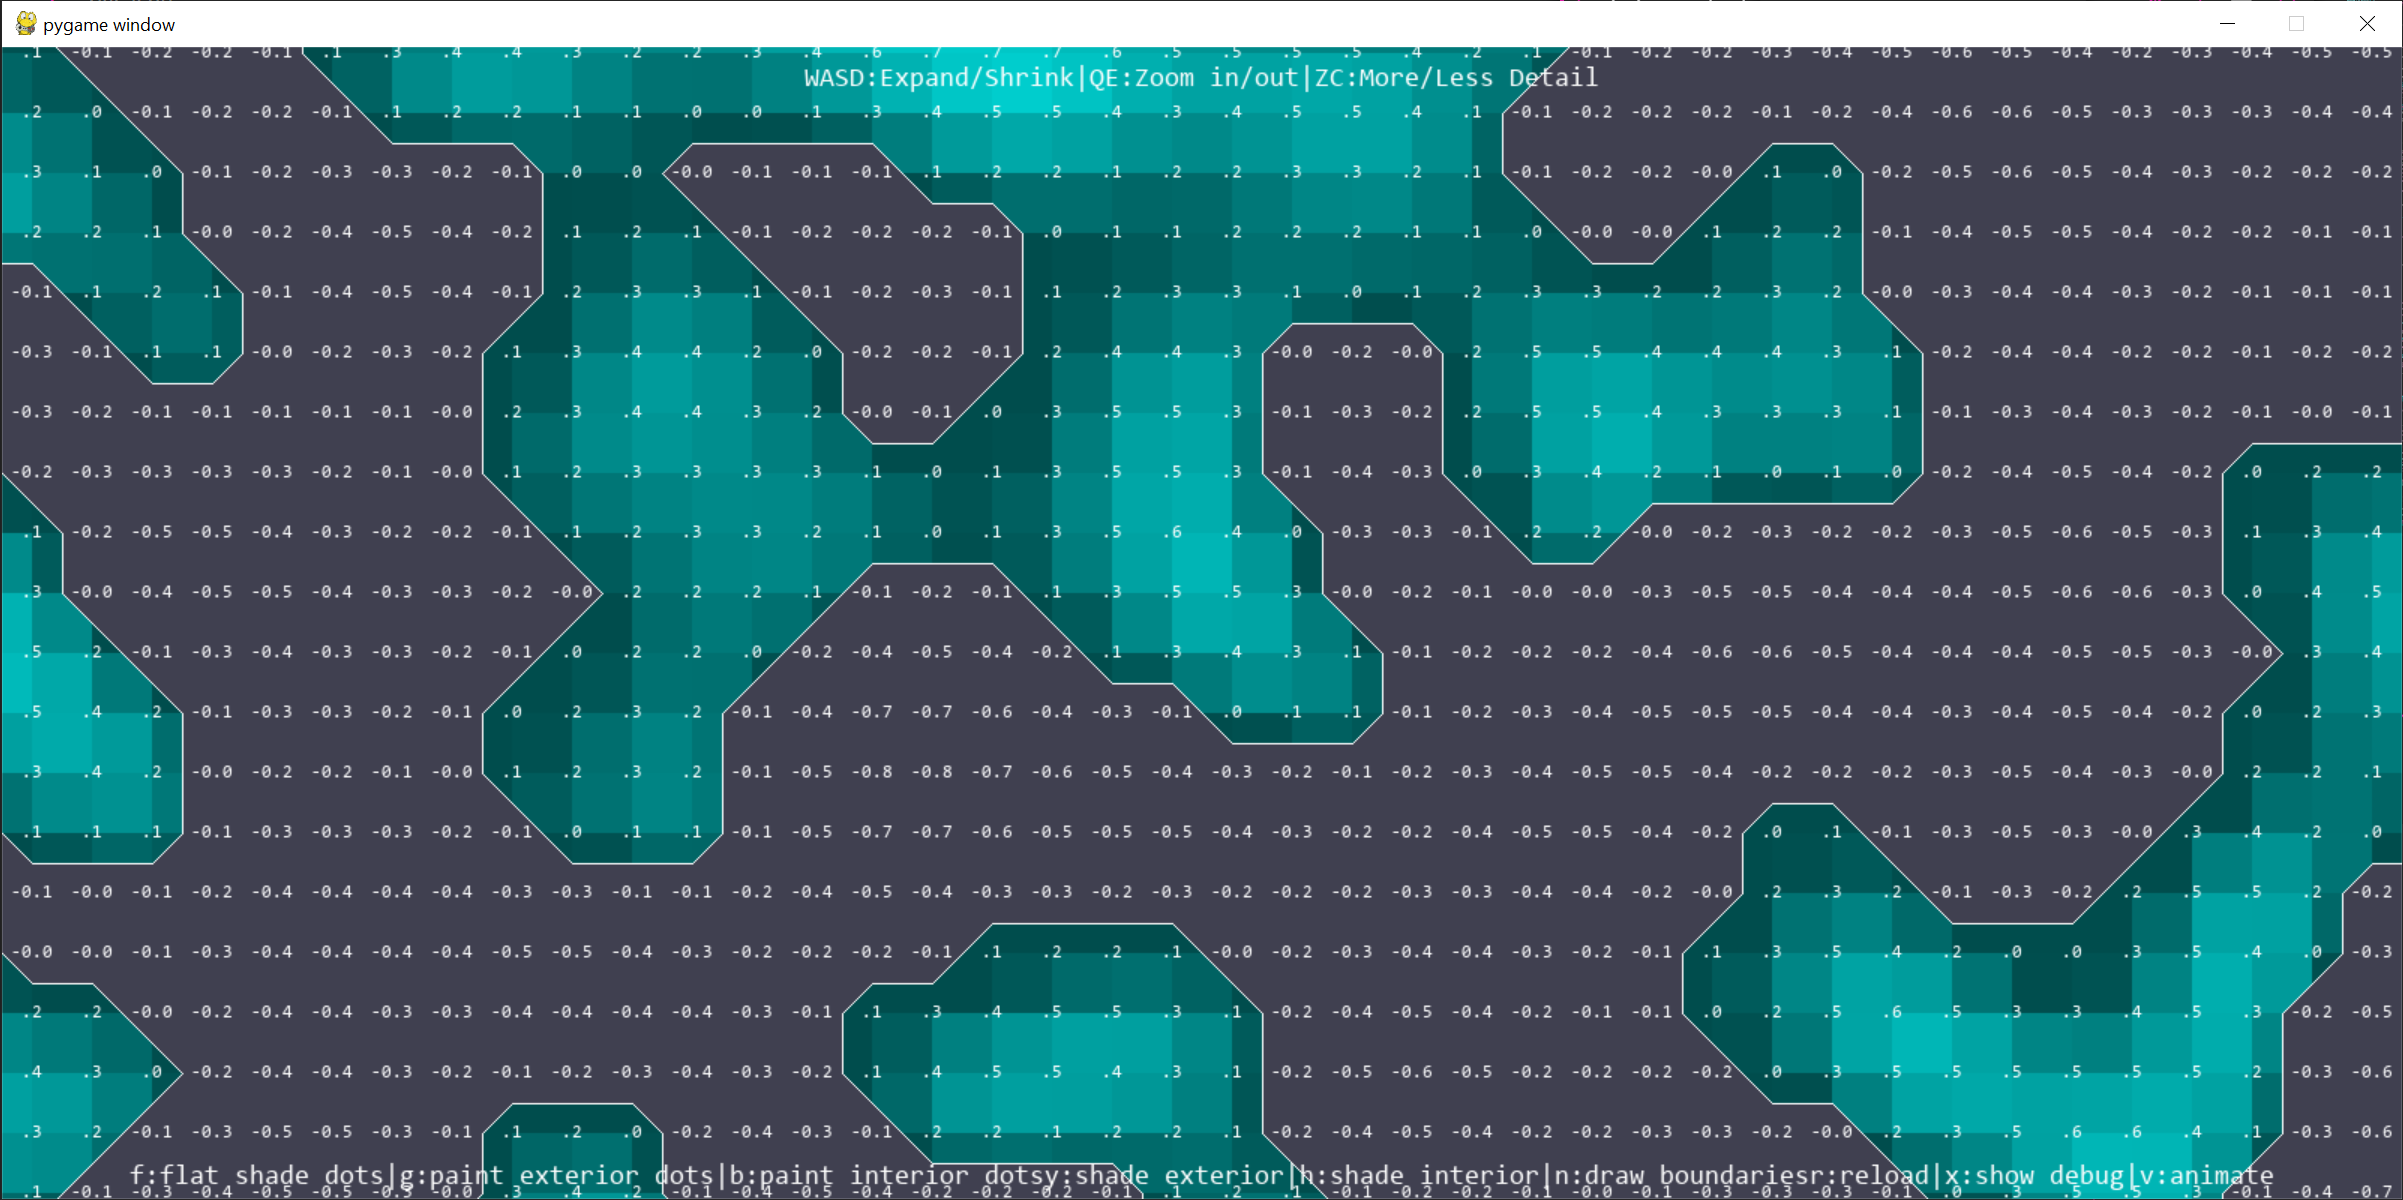 pygame window
.1 -0.1 -0.2 -0.2 -0.1 .1 .3 .4 .4 .3 .2 .2 .3 .4 .6 .7 .7 .7 .6 .5 .5 .5 .5 .4 .2 .1 -0.1 -0.2 -0.2 -0.3 -0.4 -0.5 -0.6 -0.5 -0.4 -0.2 -0.3 -0.4 -0.5 -0.5
WASD:Expand/Shrink|QE:Zoom in/out|ZC:More/Less Detail
.2 .0 -0.1 -0.2 -0.2 -0.1 .1 .2 .2 .1 .1 .0 .0 .1 .3 .4 .5 .5 .4 .3 .4 .5 .5 .4 .1 -0.1 -0.2 -0.2 -0.2 -0.1 -0.2 -0.4 -0.6 -0.6 -0.5 -0.3 -0.3 -0.3 -0.4 -0.4
.3 .1 .0 -0.1 -0.2 -0.3 -0.3 -0.2 -0.1 .0 .0 -0.0 -0.1 -0.1 -0.1 .1 .2 .2 .1 .2 .2 .3 .3 .2 .1 -0.1 -0.2 -0.2 -0.0 .1 .0 -0.2 -0.5 -0.6 -0.5 -0.4 -0.3 -0.2 -0.2 -0.2
.2 .2 .1 -0.0 -0.2 -0.4 -0.5 -0.4 -0.2 .1 .2 .1 -0.1 -0.2 -0.2 -0.2 -0.1 .0 .1 .1 .2 .2 .2 .1 .1 .0 -0.0 -0.0 .1 .2 .2 -0.1 -0.4 -0.5 -0.5 -0.4 -0.2 -0.2 -0.1 -0.1
-0.1 .1 .2 .1 -0.1 -0.4 -0.5 -0.4 -0.1 .2 .3 .3 .1 -0.1 -0.2 -0.3 -0.1 .1 .2 .3 .3 .1 .0 .1 .2 .3 .3 .2 .2 .3 .2 -0.0 -0.3 -0.4 -0.4 -0.3 -0.2 -0.1 -0.1 -0.1
-0.3 -0.1 .1 .1 -0.0 -0.2 -0.3 -0.2 .1 .3 .4 .4 .2 .0 -0.2 -0.2 -0.1 .2 .4 .4 .3 -0.0 -0.2 -0.0 .2 .5 .5 .4 .4 .4 .3 .1 -0.2 -0.4 -0.4 -0.2 -0.2 -0.1 -0.2 -0.2
-0.3 -0.2 -0.1 -0.1 -0.1 -0.1 -0.1 -0.0 .2 .3 .4 .4 .3 .2 -0.0 -0.1 .0 .3 .5 .5 .3 -0.1 -0.3 -0.2 .2 .5 .5 .4 .3 .3 .3 .1 -0.1 -0.3 -0.4 -0.3 -0.2 -0.1 -0.0 -0.1
-0.2 -0.3 -0.3 -0.3 -0.3 -0.2 -0.1 -0.0 .1 .2 .3 .3 .3 .3 .1 .0 .1 .3 .5 .5 .3 -0.1 -0.4 -0.3 .0 .3 .4 .2 .1 .0 .1 .0 -0.2 -0.4 -0.5 -0.4 -0.2 .0 .2 .2
.1 -0.2 -0.5 -0.5 -0.4 -0.3 -0.2 -0.2 -0.1 .1 .2 .3 .3 .2 .1 .0 .1 .3 .5 .6 .4 .0 -0.3 -0.3 -0.1 .2 .2 -0.0 -0.2 -0.3 -0.2 -0.2 -0.3 -0.5 -0.6 -0.5 -0.3 .1 .3 .4
.3 -0.0 -0.4 -0.5 -0.5 -0.4 -0.3 -0.3 -0.2 -0.0 .2 .2 .2 .1 -0.1 -0.2 -0.1 .1 .3 .5 .5 .3 -0.0 -0.2 -0.1 -0.0 -0.0 -0.3 -0.5 -0.5 -0.4 -0.4 -0.4 -0.5 -0.6 -0.6 -0.3 .0 .4 .5
.5 .2 -0.1 -0.3 -0.4 -0.3 -0.3 -0.2 -0.1 .0 .2 .2 .0 -0.2 -0.4 -0.5 -0.4 -0.2 .1 .3 .4 .3 .1 -0.1 -0.2 -0.2 -0.2 -0.4 -0.6 -0.6 -0.5 -0.4 -0.4 -0.5 -0.5 -0.3 -0.0 .3 .4
.5 .4 .2 -0.1 -0.3 -0.3 -0.2 -0.1 .0 .2 .3 .2 -0.1 -0.4 -0.7 -0.7 -0.6 -0.4 -0.3 -0.1 .0 .1 .1 -0.1 -0.2 -0.3 -0.4 -0.5 -0.5 -0.5 -0.4 -0.4 -0.3 -0.4 -0.5 -0.4 -0.2 .0 .2 .3
.3 .4 .2 -0.0 -0.2 -0.2 -0.1 -0.0 .1 .2 .3 .2 -0.1 -0.5 -0.8 -0.8 -0.7 -0.6 -0.5 -0.4 -0.3 -0.2 -0.1 -0.2 -0.3 -0.4 -0.5 -0.5 -0.4 -0.2 -0.2 -0.2 -0.3 -0.5 -0.4 -0.3 -0.0 .2 .2 .1
.1 .1 .1 -0.1 -0.3 -0.3 -0.3 -0.2 -0.1 .0 .1 .1 -0.1 -0.5 -0.7 -0.7 -0.6 -0.5 -0.5 -0.5 -0.4 -0.3 -0.2 -0.2 -0.4 -0.5 -0.5 -0.4 -0.2 .0 .1 -0.1 -0.3 -0.5 -0.3 -0.0 .3 .4 .2 .0
-0.1 -0.0 -0.1 -0.2 -0.4 -0.4 -0.4 -0.4 -0.3 -0.3 -0.1 -0.1 -0.2 -0.4 -0.5 -0.4 -0.3 -0.3 -0.2 -0.3 -0.2 -0.2 -0.2 -0.3 -0.3 -0.4 -0.4 -0.2 -0.0 .2 .3 .2 -0.1 -0.3 -0.2 .2 .5 .5 .2 -0.2
-0.0 -0.0 -0.1 -0.3 -0.4 -0.4 -0.4 -0.4 -0.5 -0.5 -0.4 -0.3 -0.2 -0.2 -0.2 -0.1 .1 .2 .2 .1 -0.0 -0.2 -0.3 -0.4 -0.4 -0.3 -0.2 -0.1 .1 .3 .5 .4 .2 .0 .0 .3 .5 .4 .0 -0.3
.2 .2 -0.0 -0.2 -0.4 -0.4 -0.3 -0.3 -0.4 -0.4 -0.4 -0.4 -0.3 -0.1 .1 .3 .4 .5 .5 .3 .1 -0.2 -0.4 -0.5 -0.4 -0.2 -0.1 -0.1 .0 .2 .5 .6 .5 .3 .3 .4 .5 .3 -0.2 -0.5
.4 .3 .0 -0.2 -0.4 -0.4 -0.3 -0.2 -0.1 -0.2 -0.3 -0.4 -0.3 -0.2 .1 .4 .5 .5 .4 .3 .1 -0.2 -0.5 -0.6 -0.5 -0.2 -0.2 -0.2 -0.2 .0 .3 .5 .5 .5 .5 .5 .5 .2 -0.3 -0.6
.3 .2 -0.1 -0.3 -0.5 -0.5 -0.3 -0.1 .1 .2 .0 -0.2 -0.4 -0.3 -0.1 .2 .2 .1 .2 .2 .1 -0.2 -0.4 -0.5 -0.4 -0.2 -0.2 -0.3 -0.3 -0.2 -0.0 .2 .3 .5 .6 .6 .4 .1 -0.3 -0.6
f:flat shade dots|g:paint exterior dots|b:paint interior dotsy:shade exterior|h:shade interior|n:draw boundariesr:reload|x:show debug|v:animate